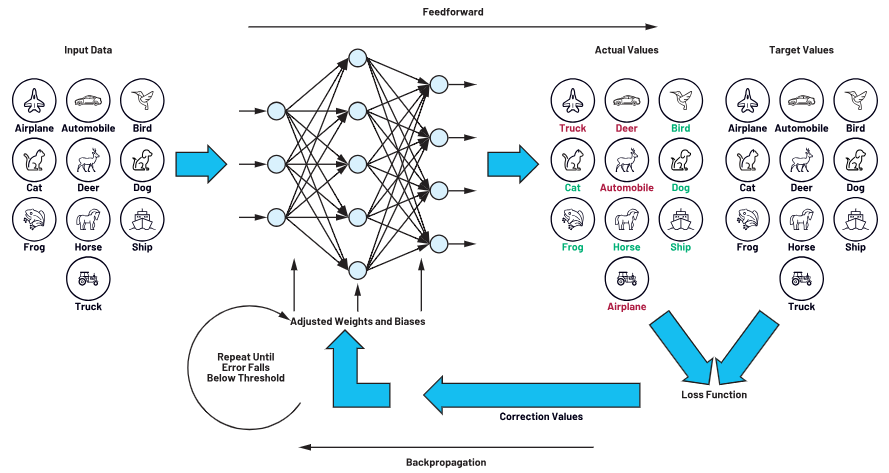 Feedforward
Input Data
Actual Values
Target Values
Airplane Automobile Bird
Truck Deer Bird
Airplane Automobile Bird
Cat Deer Dog
Cat Automobile Dog
Cat Deer Dog
Frog Horse Ship
Frog Horse Ship
Frog Horse Ship
Truck
Airplane
Truck
Adjusted Weights and Biases
Repeat Until
Error Falls
Below Threshold
Loss Function
Correction Values
Backpropagation